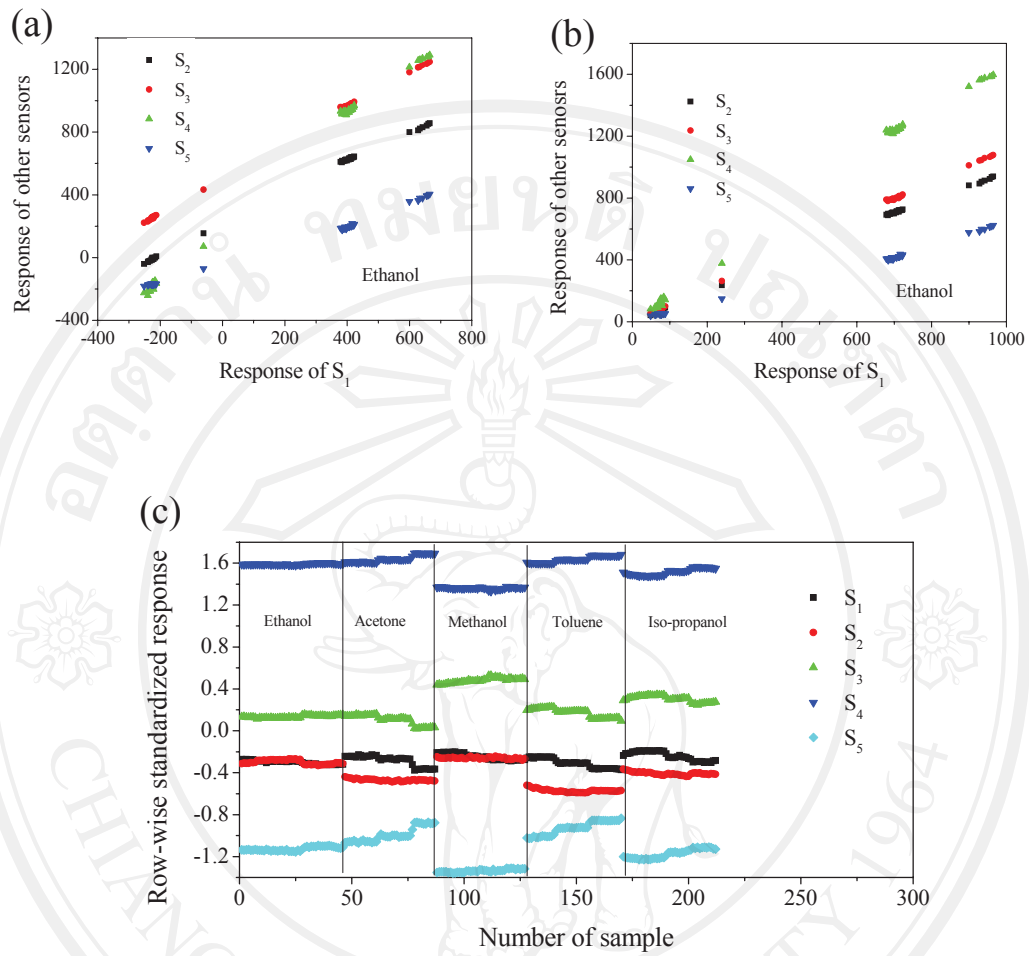 (a)
Response of other sensors
1200
800
400
0
-400
-400
-200
0
200
400
600
800
S2
S3
S4
S5
Ethanol
Response of S1
(b)
Response of other senosrs
1600
1200
800
400
0
0
200
400
600
800
1000
S2
S3
S4
S5
Ethanol
Response of S1
(c)
Row-wise standardized response
1.6
1.2
0.8
0.4
0.0
-0.4
-0.8
-1.2
0
50
100
150
200
250
300
Ethanol
Acetone
Methanol
Toluene
Iso-propanol
S1
S2
S3
S4
S5
Number of sample
1964